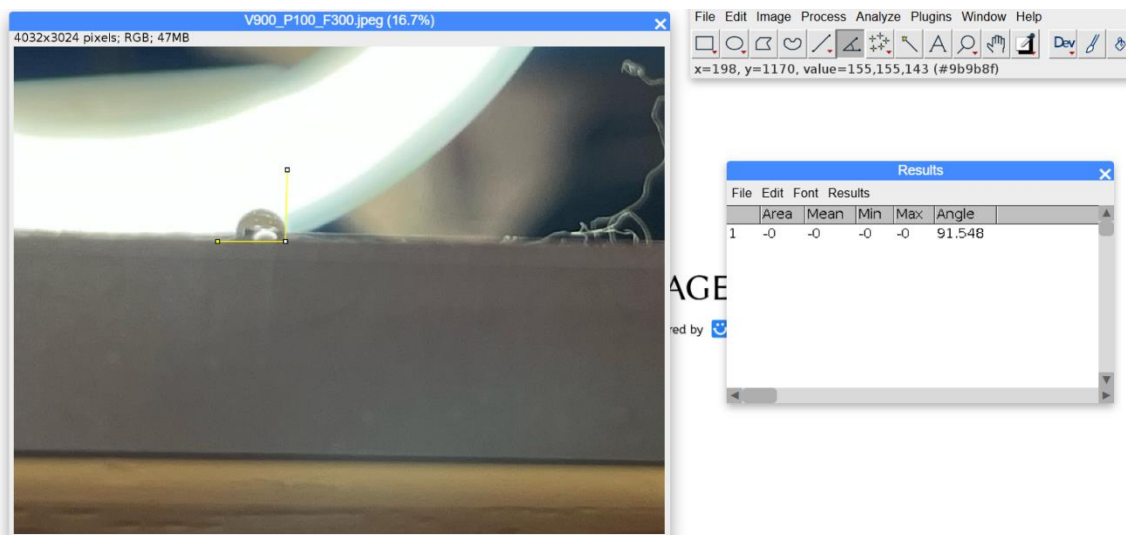 V900_P100_F300.jpeg (16.7%)
4032x3024 pixels; RGB; 47MB
File Edit Image Process Analyze Plugins Window Help
A Dev
x=198, y=1170, value=155,155,143 (#9b9b8f)
Results
File Edit Font Results
Area Mean Min Max Angle
1 -0 -0 -0 -0 91.548
AGE
red by